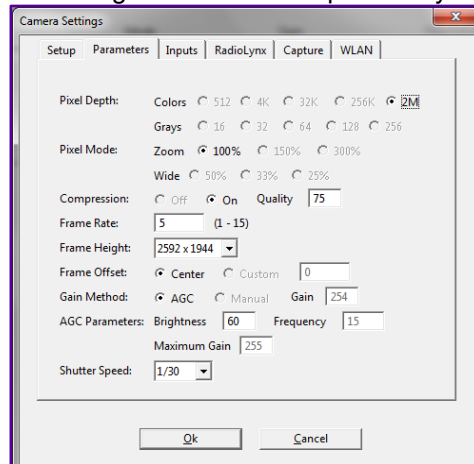 Camera Settings
Setup Parameters Inputs RadioLynx Capture WLAN
Pixel Depth: Colors 512 4K 32K 256K 2M
Grays 16 32 64 128 256
Pixel Mode: Zoom 100% 150% 300%
Wide 50% 33% 25%
Compression: Off On Quality 75
Frame Rate: 5 (1 - 15)
Frame Height: 2592 x 1944
Frame Offset: Center Custom 0
Gain Method: AGC Manual Gain 254
AGC Parameters: Brightness 60 Frequency 15
Maximum Gain 255
Shutter Speed: 1/30
Ok Cancel